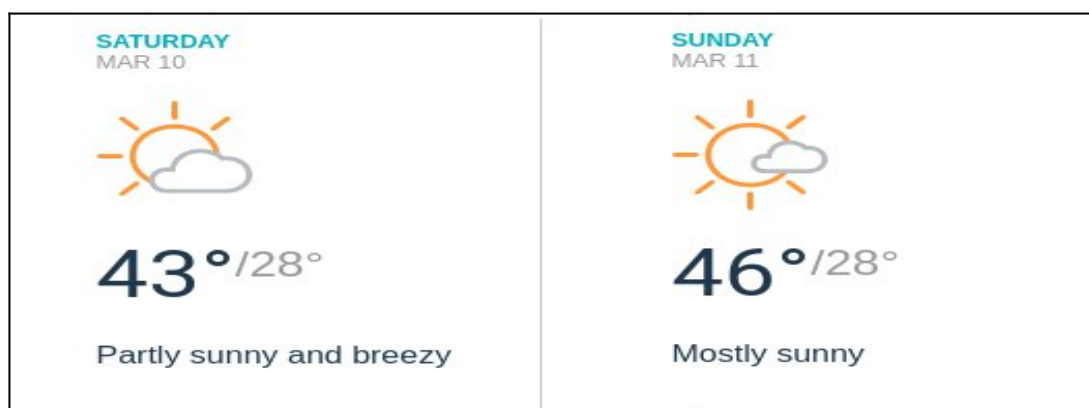 SATURDAY
MAR 10
43°/28°
Partly sunny and breezy
SUNDAY
MAR 11
46°/28°
Mostly sunny